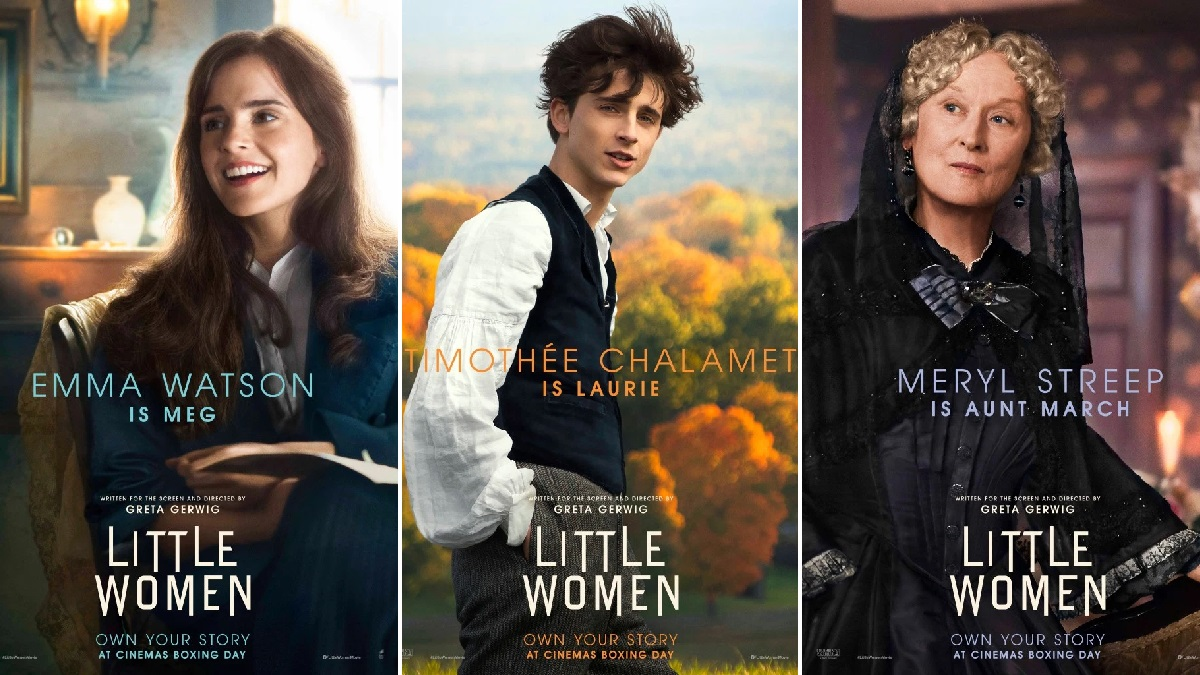 EMMA WATSON
IS MEG
WRITTEN FOR THE SCREEN AND DIRECTED BY
GRETA GERWIG
LITTLE
WOMEN
OWN YOUR STORY
AT CINEMAS BOXING DAY
TIMOTHÉE CHALAMET
IS LAURIE
WRITTEN FOR THE SCREEN AND DIRECTED BY
GRETA GERWIG
LITTLE
WOMEN
OWN YOUR STORY
AT CINEMAS BOXING DAY
MERYL STREEP
IS AUNT MARCH
WRITTEN FOR THE SCREEN AND DIRECTED BY
GRETA GERWIG
LITTLE
WOMEN
OWN YOUR STORY
AT CINEMAS BOXING DAY